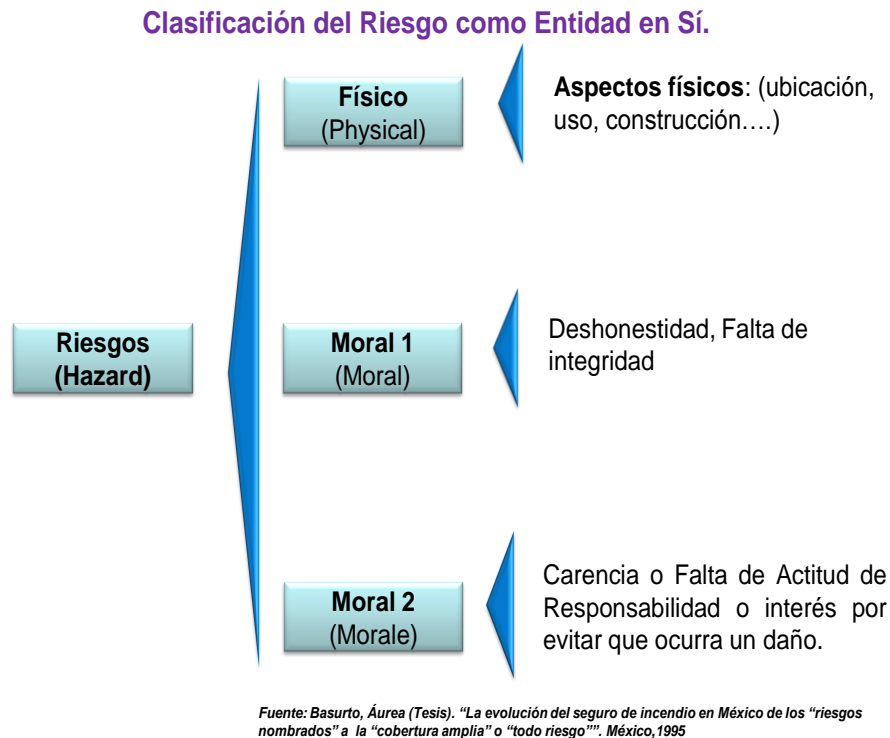 Clasificación del Riesgo como Entidad en Sí.
Físico
(Physical)
Aspectos físicos: (ubicación,
uso, construcción….)
Riesgos
(Hazard)
Moral 1
(Moral)
Deshonestidad, Falta de
integridad
Moral 2
(Morale)
Carencia o Falta de Actitud de
Responsabilidad o interés por
evitar que ocurra un daño.
Fuente: Basurto, Áurea (Tesis). “La evolución del seguro de incendio en México de los “riesgos
nombrados” a la “cobertura amplia” o “todo riesgo””. México,1995